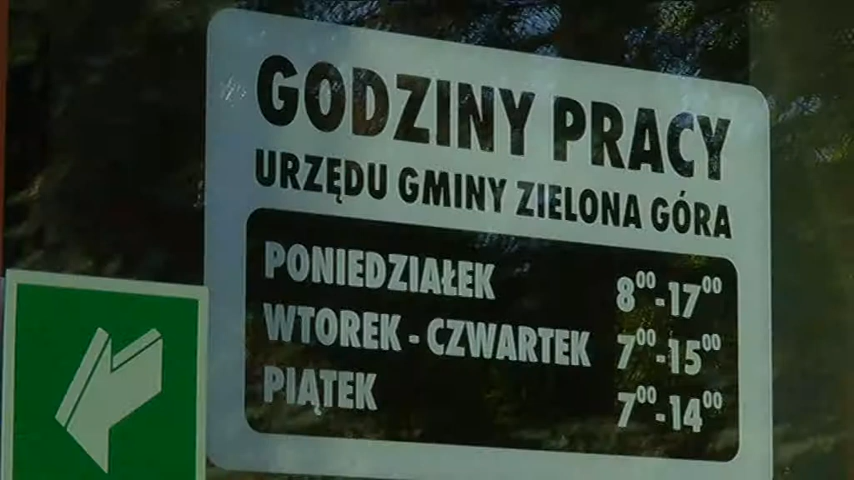 GODZINY PRACY
URZĘDU GMINY ZIELONA GÓRA
PONIEDZIAŁEK 8⁰⁰-17⁰⁰
WTOREK - CZWARTEK 7⁰⁰-15⁰⁰
PIĄTEK 7⁰⁰-14⁰⁰